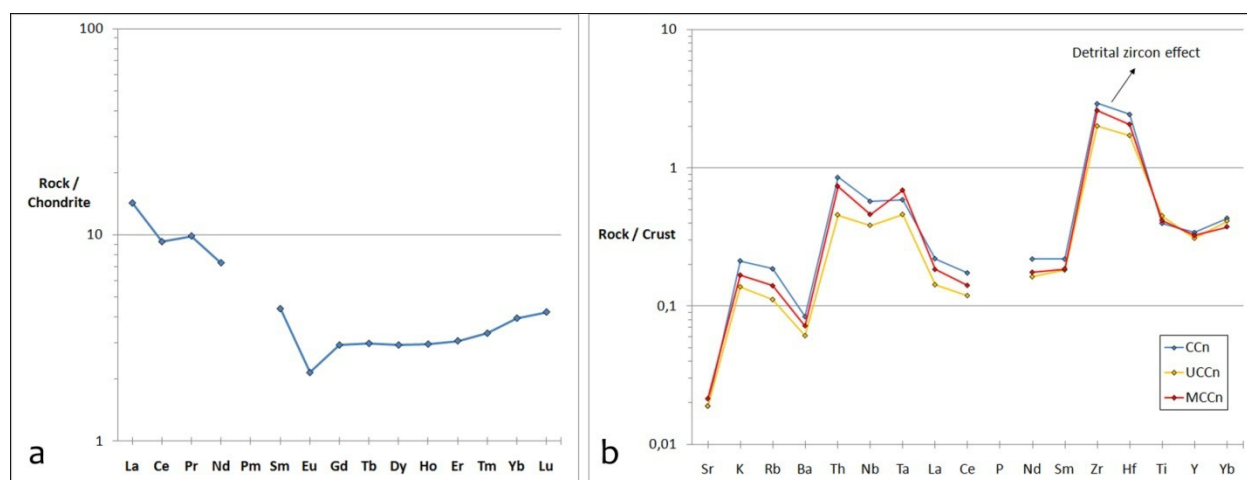 100
Rock /
Chondrite
10
1
La Ce Pr Nd Pm Sm Eu Gd Tb Dy Ho Er Tm Yb Lu
a
10
Detrital zircon effect
1
Rock / Crust
0,1
CCn
UCCn
MCCn
0,01
Sr K Rb Ba Th Nb Ta La Ce P Nd Sm Zr Hf Ti Y Yb
b